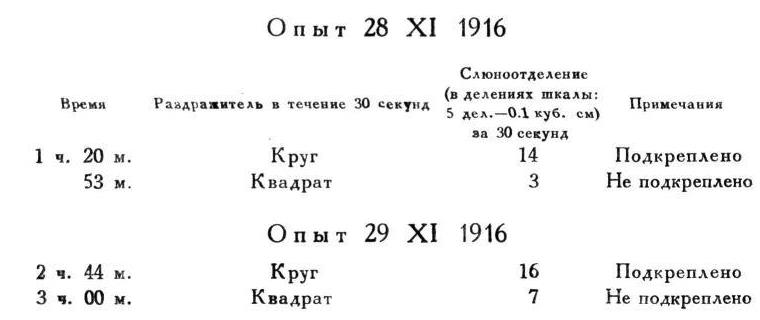 Опыт 28 XI 1916
Время Раздражитель в течение 30 секунд Слюноотделение (в делениях шкалы: 5 дел.—0.1 куб. см) за 30 секунд Примечания
1 ч. 20 м. Круг 14 Подкреплено
53 м. Квадрат 3 Не подкреплено
Опыт 29 XI 1916
2 ч. 44 м. Круг 16 Подкреплено
3 ч. 00 м. Квадрат 7 Не подкреплено